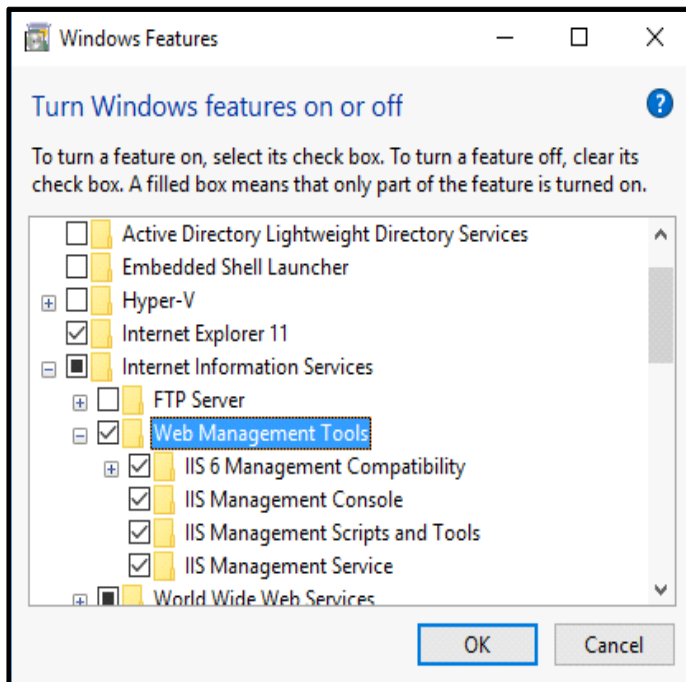 Windows Features
Turn Windows features on or off
?
To turn a feature on, select its check box. To turn a feature off, clear its
check box. A filled box means that only part of the feature is turned on.
Active Directory Lightweight Directory Services
Embedded Shell Launcher
Hyper-V
Internet Explorer 11
Internet Information Services
FTP Server
Web Management Tools
IIS 6 Management Compatibility
IIS Management Console
IIS Management Scripts and Tools
IIS Management Service
World Wide Web Services
OK Cancel